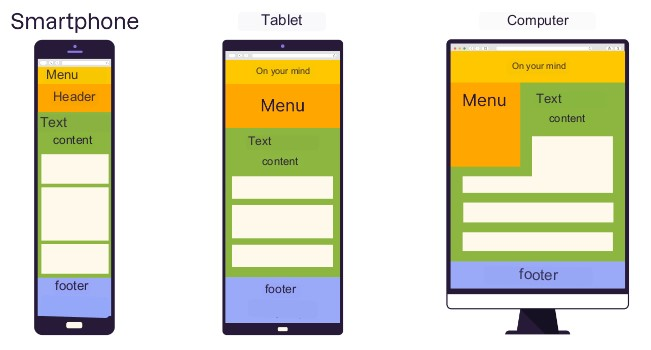 Smartphone
Menu
Header
Text
content
footer
Tablet
On your mind
Menu
Text
content
footer
Computer
On your mind
Menu
Text
content
footer